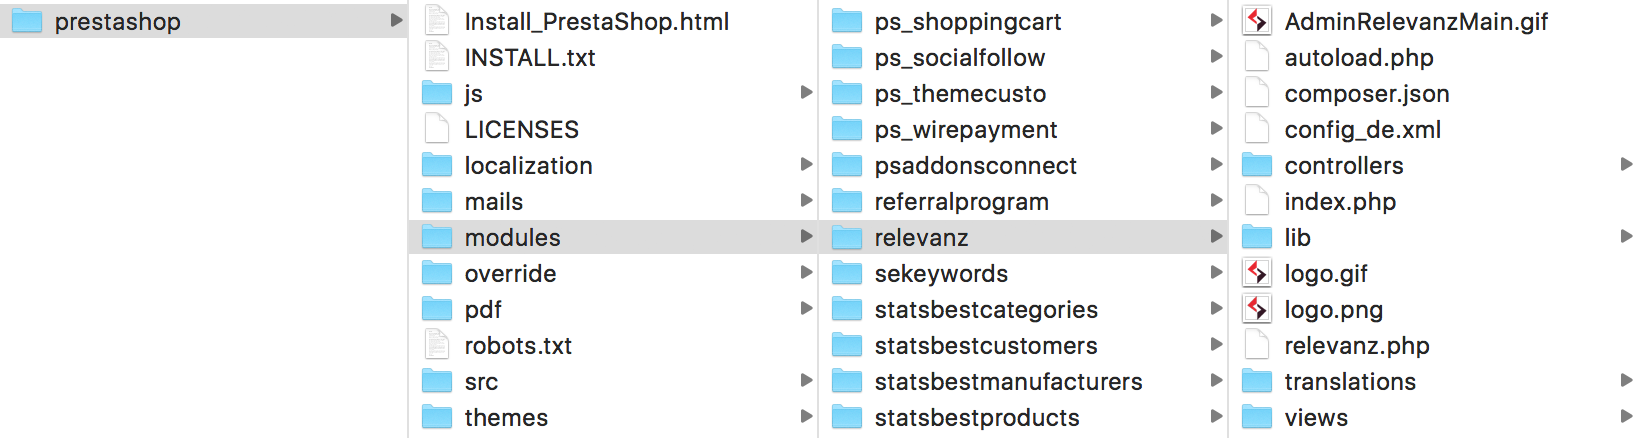 prestashop
Install_PrestaShop.html
INSTALL.txt
js
LICENSES
localization
mails
modules
override
pdf
robots.txt
src
themes
ps_shoppingcart
ps_socialfollow
ps_themecusto
ps_wirepayment
psaddonsconnect
referralprogram
relevanz
sekeywords
statsbestcategories
statsbestcustomers
statsbestmanufacturers
statsbestproducts
AdminRelevanzMain.gif
autoload.php
composer.json
config_de.xml
controllers
index.php
lib
logo.gif
logo.png
relevanz.php
translations
views